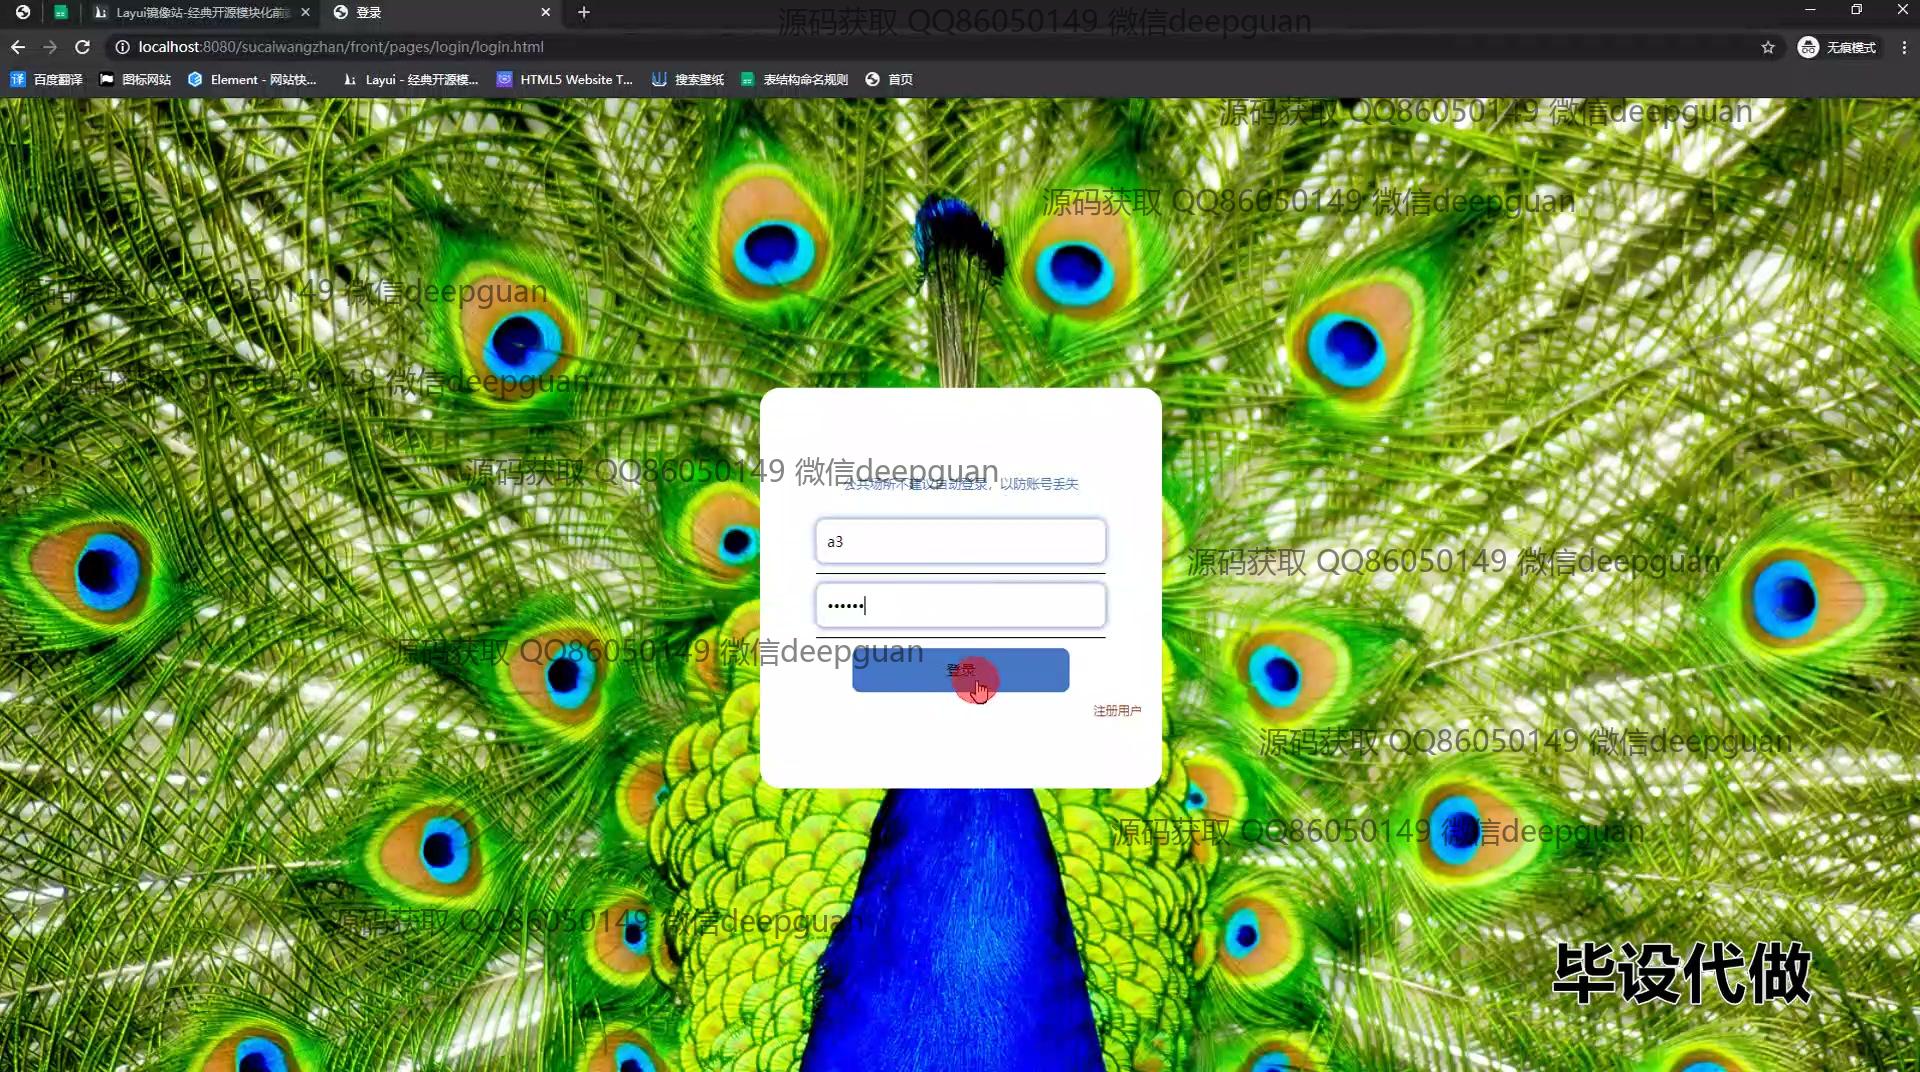 Layui镜像站-经典开源模块化前
登录
localhost:8080/sucaiwangzhan/front/pages/login/login.html
无痕模式
百度翻译
图标网站
Element - 网站快...
Layui - 经典开源模...
HTML5 Website T...
搜索壁纸
表结构命名规则
首页
源码获取 QQ86050149 微信deepguan
源码获取 QQ86050149 微信deepguan
源码获取 QQ86050149 微信deepguan
源码获取 QQ86050149 微信deepguan
源码获取 QQ86050149 微信deepguan
源码获取 QQ86050149 微信deepguan
公共场所不建议自动登录，以防账号丢失
a3
源码获取 QQ86050149 微信deepguan
••••••
源码获取 QQ86050149 微信deepguan
登录
注册用户
源码获取 QQ86050149 微信deepguan
源码获取 QQ86050149 微信deepguan
源码获取 QQ86050149 微信deepguan
毕设代做